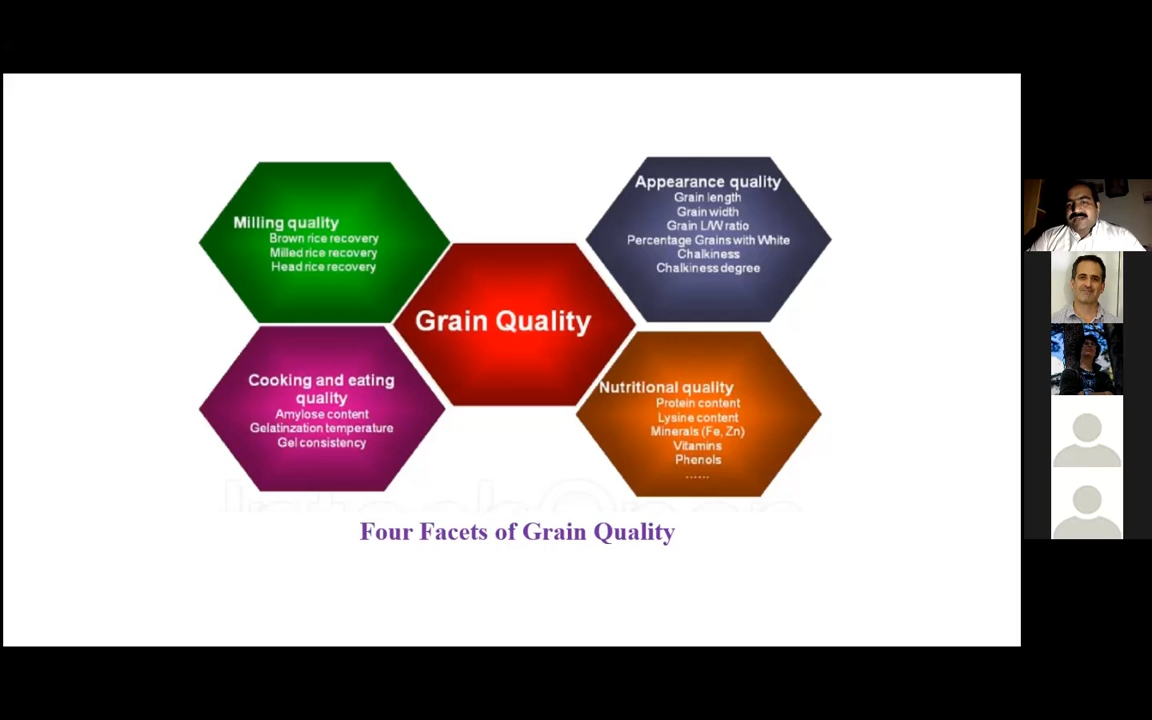 Milling quality
Brown rice recovery
Milled rice recovery
Head rice recovery
Appearance quality
Grain length
Grain width
Grain L/W ratio
Percentage Grains with White
Chalkiness
Chalkiness degree
Grain Quality
Cooking and eating
quality
Amylose content
Gelatinzation temperature
Gel consistency
Nutritional quality
Protein content
Lysine content
Minerals (Fe, Zn)
Vitamins
Phenols
......
Four Facets of Grain Quality